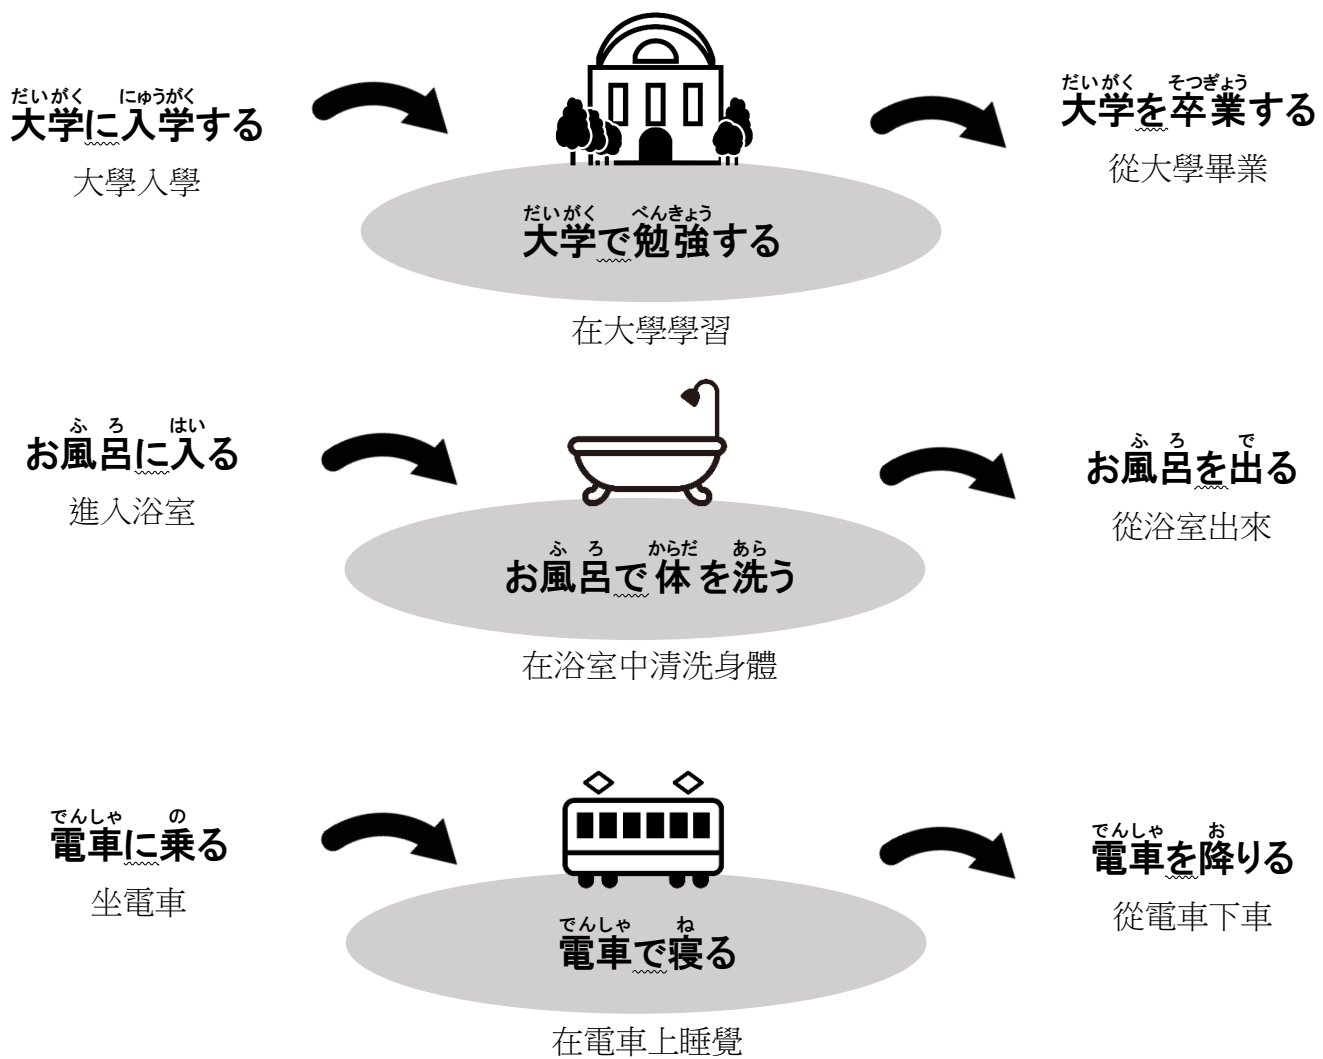 だいがく にゅうがく
大学に入学する
大學入學
だいがく べんきょう
大学で勉強する
在大學學習
だいがく そつぎょう
大学を卒業する
從大學畢業
ふ ろ はい
お風呂に入る
進入浴室
ふ ろ からだ あら
お風呂で体を洗う
在浴室中清洗身體
ふ ろ で
お風呂を出る
從浴室出來
でんしゃ の
電車に乗る
坐電車
でんしゃ ね
電車で寝る
在電車上睡覺
でんしゃ お
電車を降りる
從電車下車